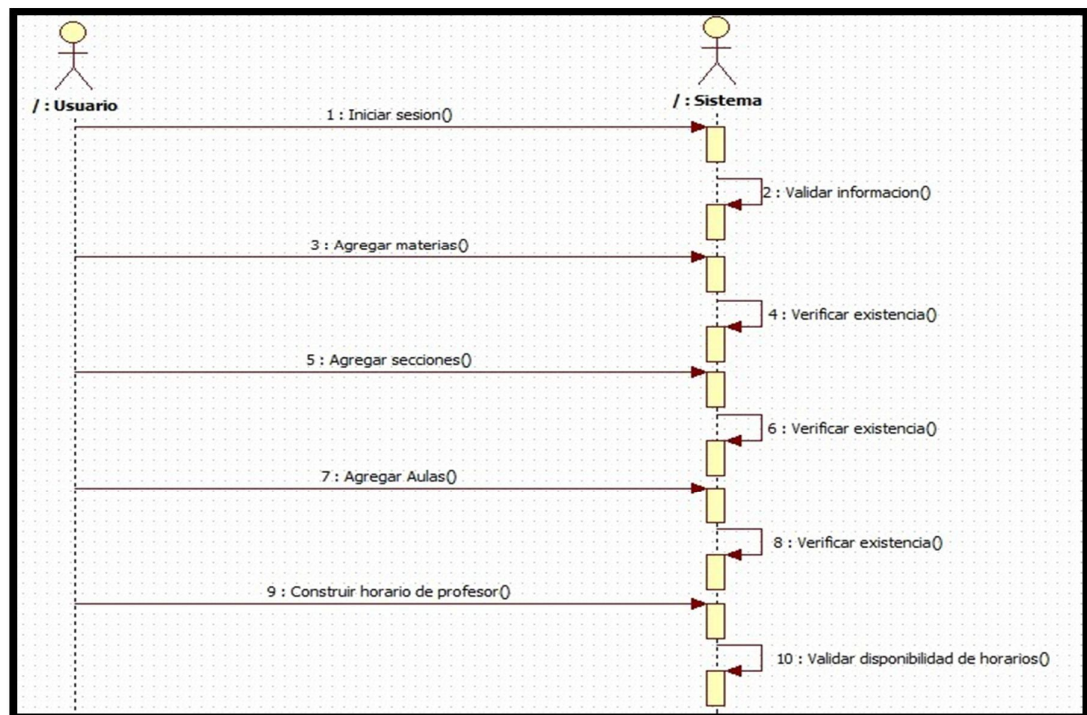 / : Usuario
/ : Sistema
1 : Iniciar sesion()
2 : Validar informacion()
3 : Agregar materias()
4 : Verificar existencia()
5 : Agregar secciones()
6 : Verificar existencia()
7 : Agregar Aulas()
8 : Verificar existencia()
9 : Construir horario de profesor()
10 : Validar disponibilidad de horarios()